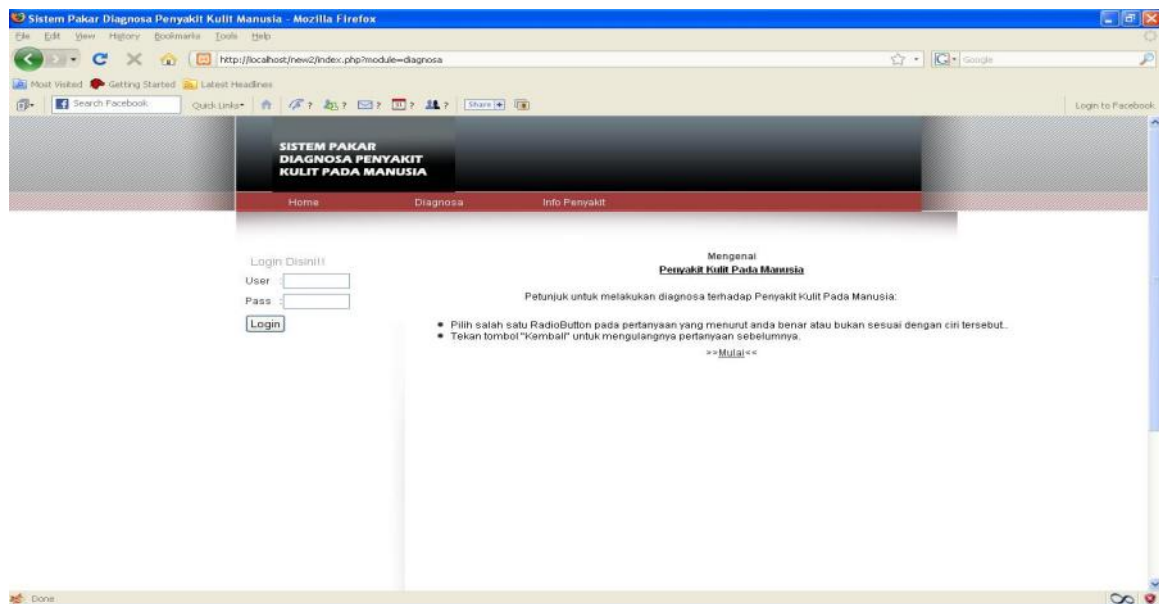 Sistem Pakar Diagnosa Penyakit Kulit Manusia - Mozilla Firefox
File Edit View History Bookmarks Tools Help
http://localhost/new2/index.php?module=diagnosa
Google
Most Visited Getting Started Latest Headlines
Search Facebook Quick Links ? ? ? ? ? Share Login to Facebook
SISTEM PAKAR
DIAGNOSA PENYAKIT
KULIT PADA MANUSIA
Home Diagnosa Info Penyakit
Login Disini!!
User :
Pass :
Login
Mengenai
Penyakit Kulit Pada Manusia
Petunjuk untuk melakukan diagnosa terhadap Penyakit Kulit Pada Manusia:
• Pilih salah satu RadioButton pada pertanyaan yang menurut anda benar atau bukan sesuai dengan ciri tersebut..
• Tekan tombol "Kembali" untuk mengulangnya pertanyaan sebelumnya.
>>Mulai<<
Done